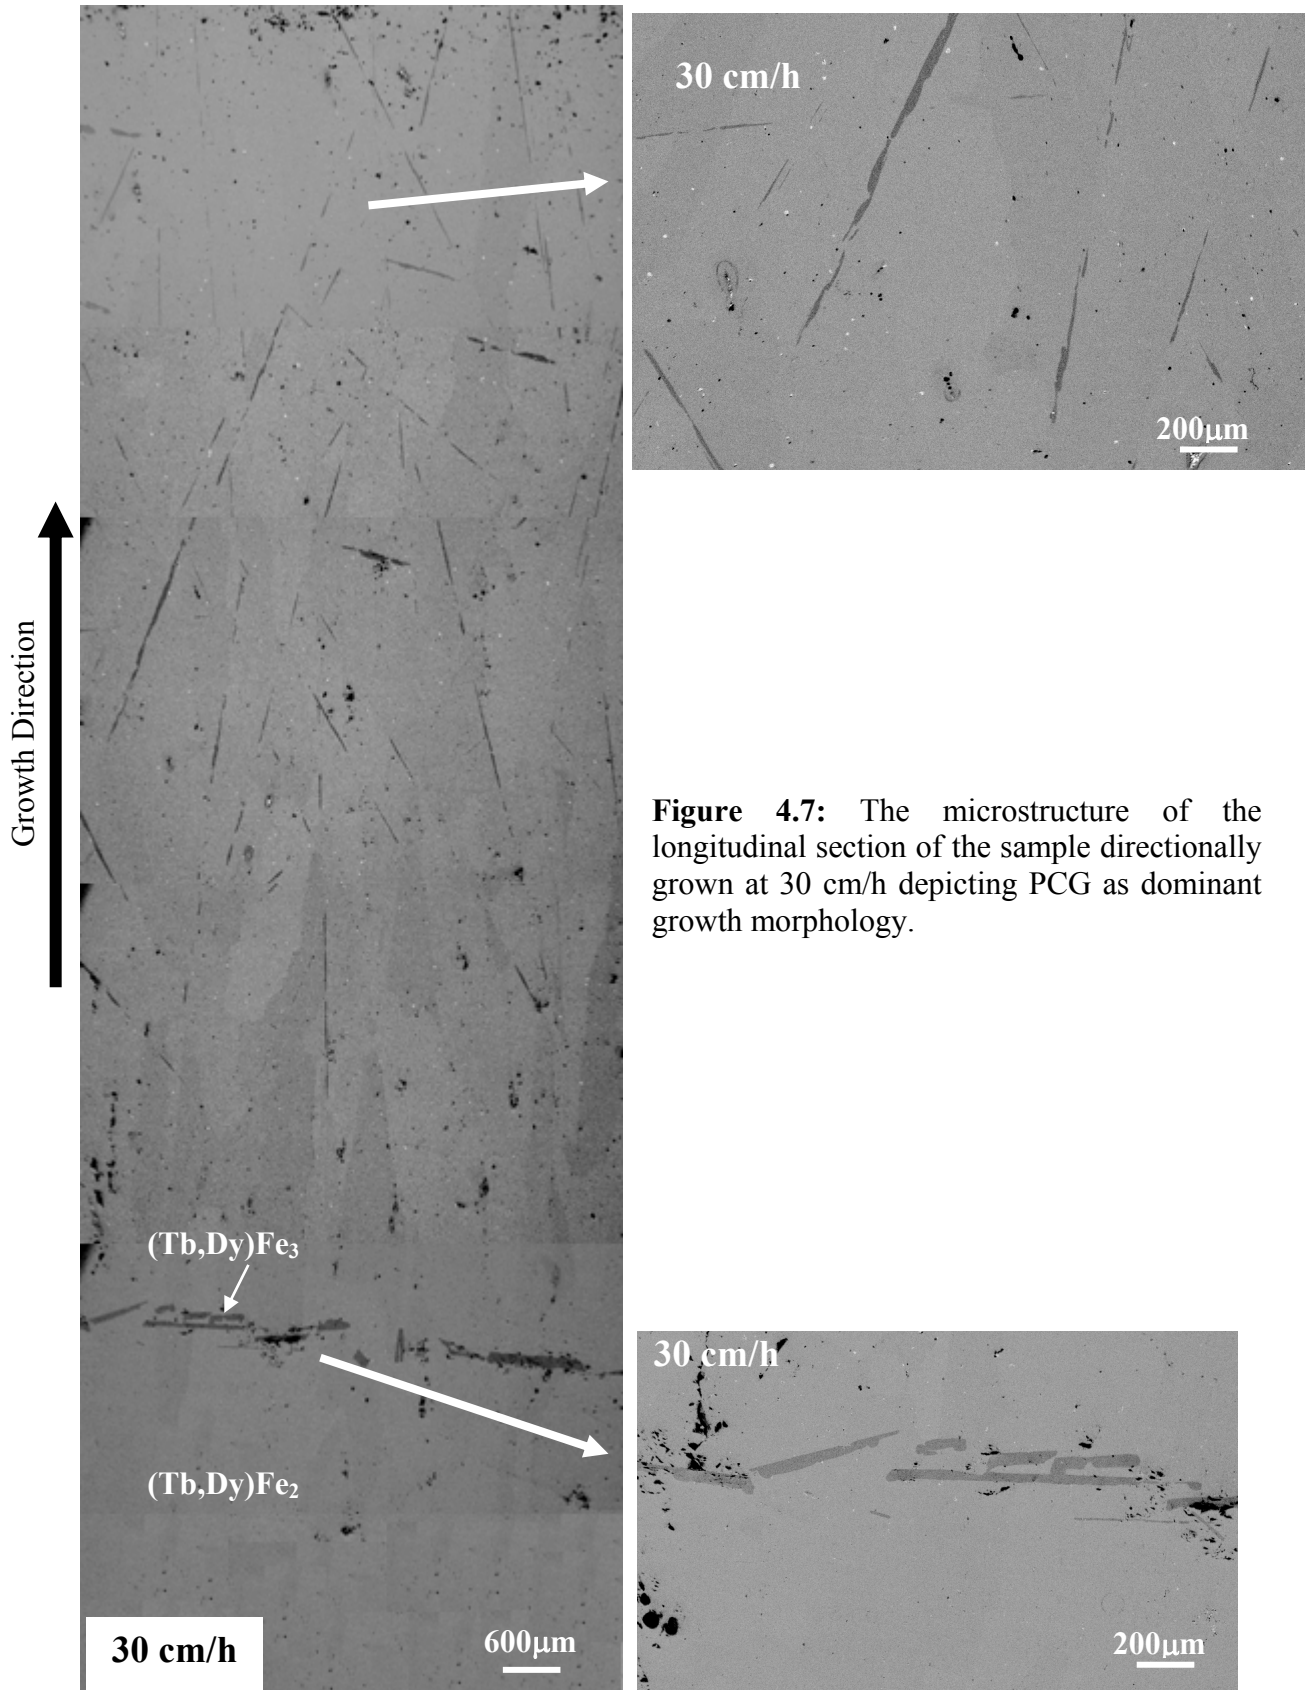 30 cm/h
Growth Direction
200μm
Figure 4.7: The microstructure of the
longitudinal section of the sample directionally
grown at 30 cm/h depicting PCG as dominant
growth morphology.
(Tb,Dy)Fe₃
30 cm/h
(Tb,Dy)Fe₂
30 cm/h
600μm
200μm